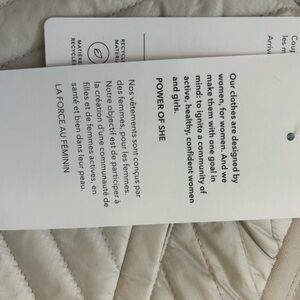 Our clothes are designed by
women, for women. And we
make them with one goal in
mind: to ignite a community of
active, healthy, confident women
and girls.
POWER OF SHE
Nos vêtements sont conçus par
des femmes, pour les femmes.
Notre objectif est de participer à
la création d'une communauté de
filles et de femmes actives, en
santé et bien dans leur peau.
LA FORCE AU FÉMININ